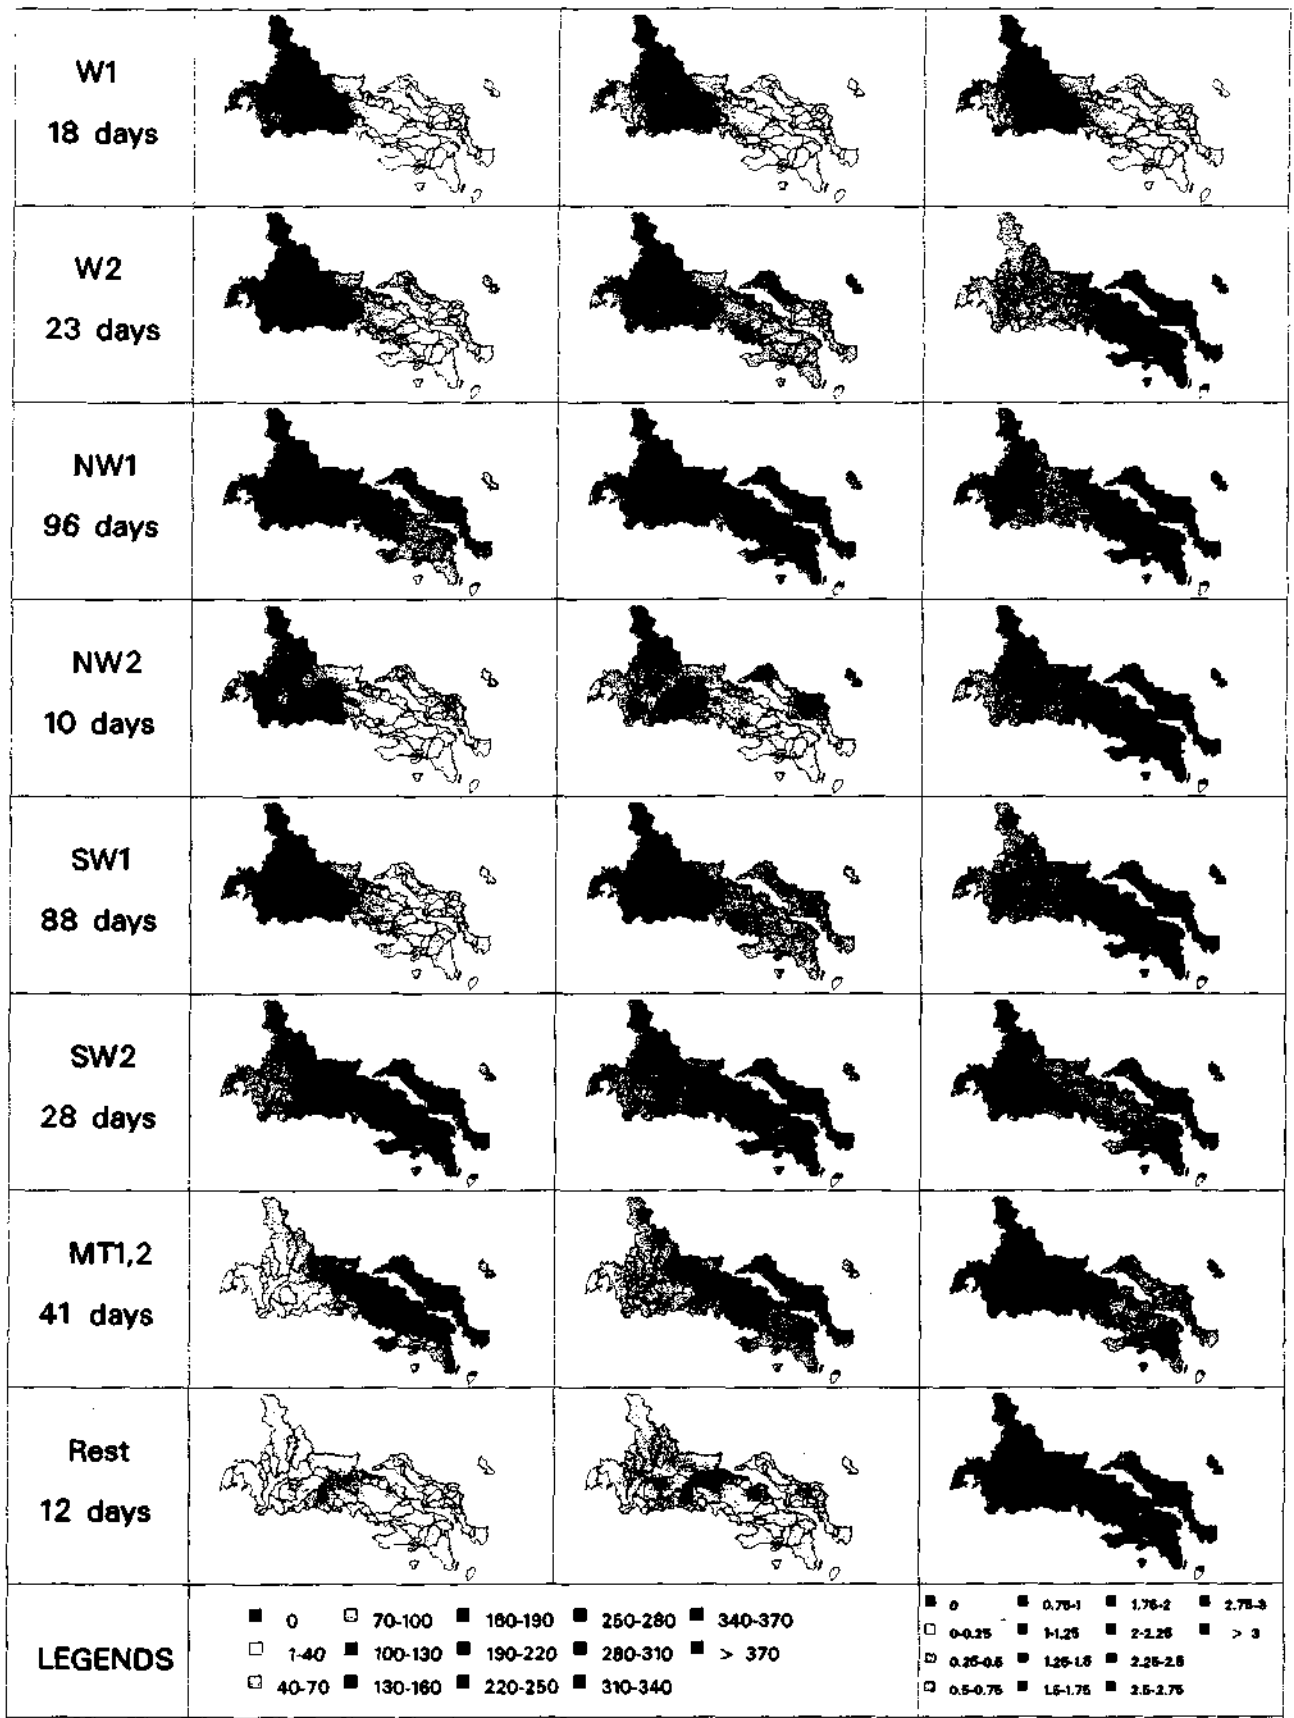 W1
18 days
W2
23 days
NW1
96 days
NW2
10 days
SW1
88 days
SW2
28 days
MT1,2
41 days
Rest
12 days
LEGENDS
0 70-100 160-190 250-280 340-370
1-40 100-130 190-220 280-310 > 370
40-70 130-160 220-250 310-340
0 0.75-1 1.75-2 2.75-3
0-0.25 1-1.25 2-2.25 > 3
0.25-0.5 1.25-1.5 2.25-2.5
0.5-0.75 1.5-1.75 2.5-2.75